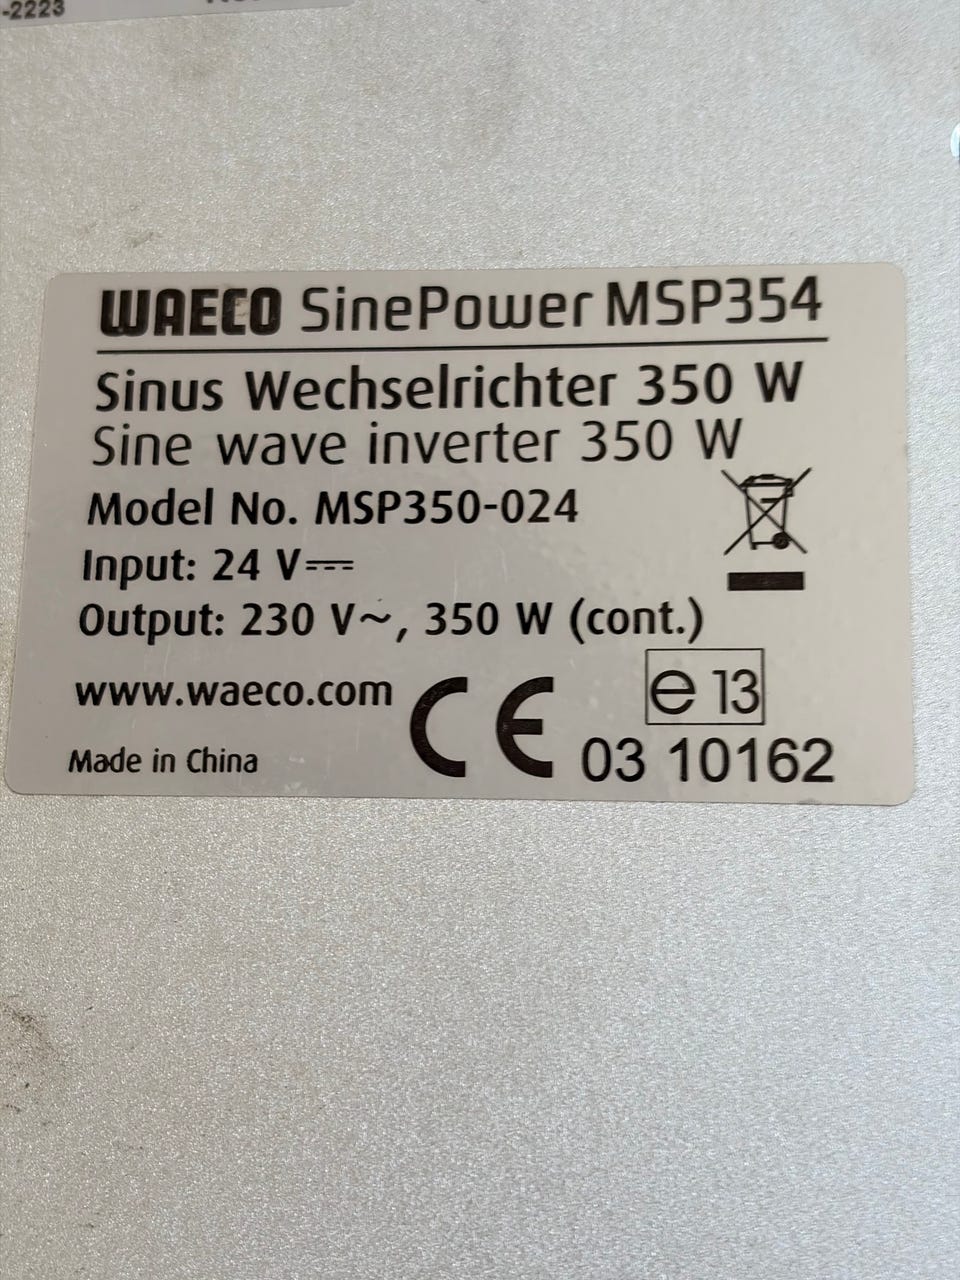 -2223
WAECO SinePower MSP354
Sinus Wechselrichter 350 W
Sine wave inverter 350 W
Model No. MSP350-024
Input: 24 V⎓
Output: 230 V~, 350 W (cont.)
www.waeco.com
CE
e 13
Made in China
03 10162